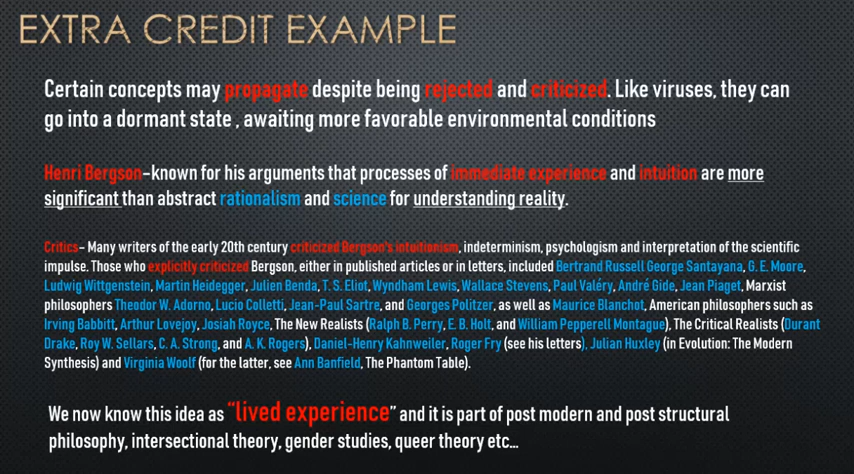 EXTRA CREDIT EXAMPLE
Certain concepts may propagate despite being rejected and criticized. Like viruses, they can
go into a dormant state , awaiting more favorable environmental conditions
Henri Bergson-known for his arguments that processes of immediate experience and intuition are more
significant than abstract rationalism and science for understanding reality.
Critics- Many writers of the early 20th century criticized Bergson's intuitionism, indeterminism, psychologism and interpretation of the scientific
impulse. Those who explicitly criticized Bergson, either in published articles or in letters, included Bertrand Russell George Santayana, G. E. Moore,
Ludwig Wittgenstein, Martin Heidegger, Julien Benda, T. S. Eliot, Wyndham Lewis, Wallace Stevens, Paul Valéry, André Gide, Jean Piaget, Marxist
philosophers Theodor W. Adorno, Lucio Colletti, Jean-Paul Sartre, and Georges Politzer, as well as Maurice Blanchot, American philosophers such as
Irving Babbitt, Arthur Lovejoy, Josiah Royce, The New Realists (Ralph B. Perry, E. B. Holt, and William Pepperell Montague), The Critical Realists (Durant
Drake, Roy W. Sellars, C. A. Strong, and A. K. Rogers), Daniel-Henry Kahnweiler, Roger Fry (see his letters), Julian Huxley (in Evolution: The Modern
Synthesis) and Virginia Woolf (for the latter, see Ann Banfield, The Phantom Table).
We now know this idea as “lived experience” and it is part of post modern and post structural
philosophy, intersectional theory, gender studies, queer theory etc...